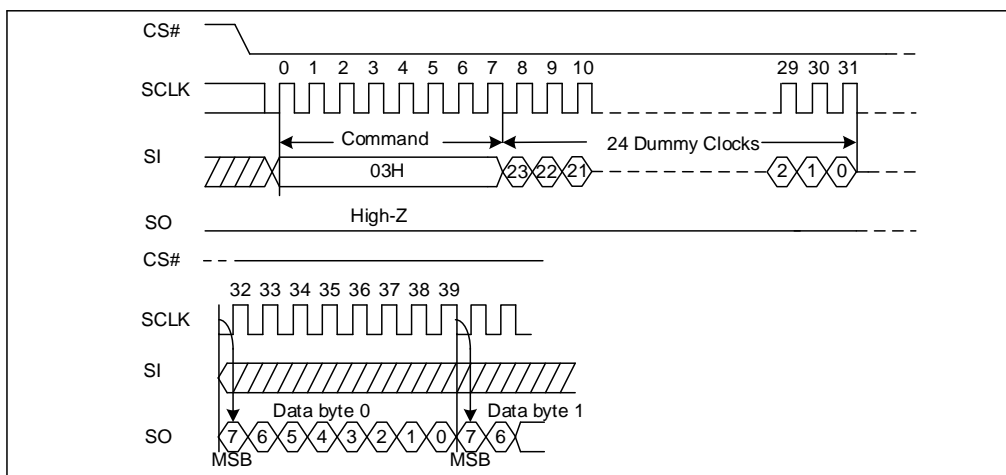 CS#
0 1 2 3 4 5 6 7 8 9 10 29 30 31
SCLK
Command 24 Dummy Clocks
SI
03H 23 22 21 2 1 0
High-Z
SO
CS#
32 33 34 35 36 37 38 39
SCLK
SI
Data byte 0 Data byte 1
SO 7 6 5 4 3 2 1 0 7 6
MSB MSB